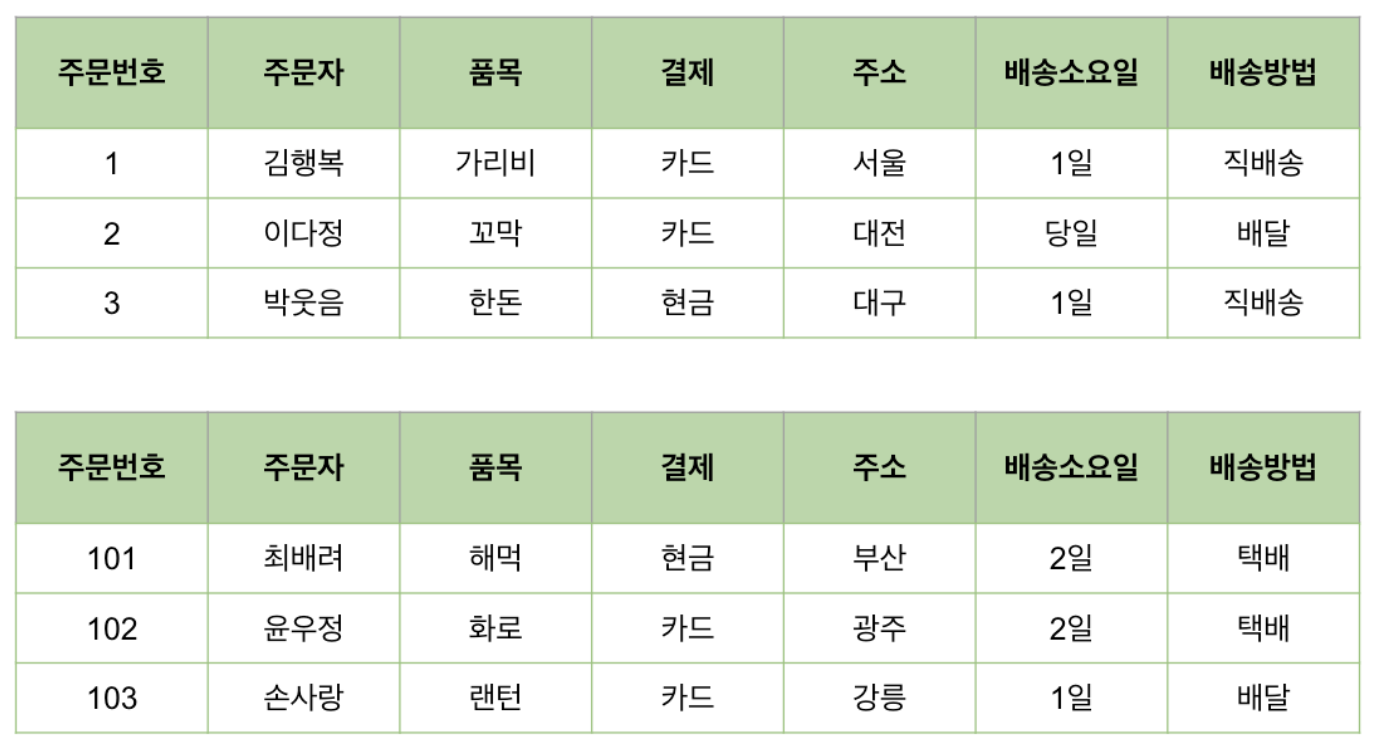 주문번호 주문자 품목 결제 주소 배송소요일 배송방법
1 김행복 가리비 카드 서울 1일 직배송
2 이다정 꼬막 카드 대전 당일 배달
3 박웃음 한돈 현금 대구 1일 직배송
주문번호 주문자 품목 결제 주소 배송소요일 배송방법
101 최배려 해먹 현금 부산 2일 택배
102 윤우정 화로 카드 광주 2일 택배
103 손사랑 랜턴 카드 강릉 1일 배달